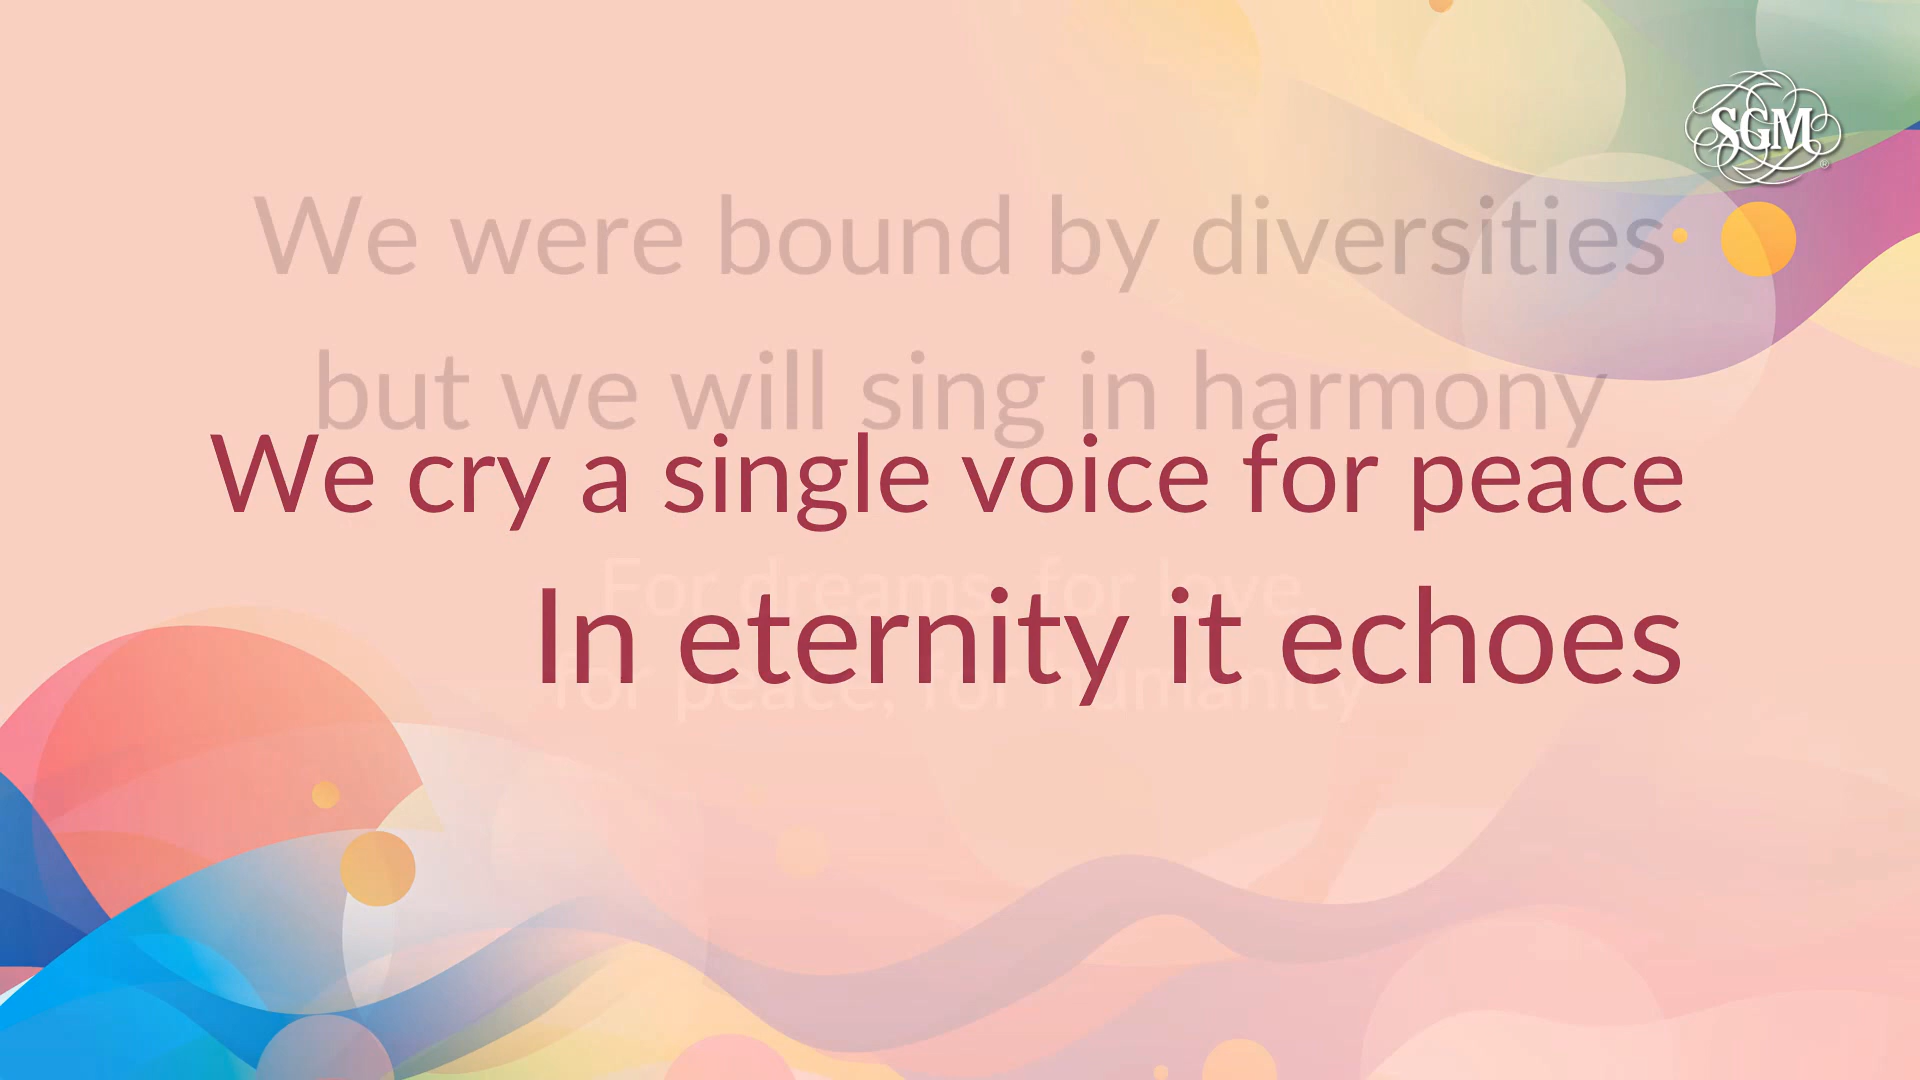 SGM
We were bound by diversities
but we will sing in harmony
We cry a single voice for peace
For dreams, for love,
In eternity it echoes
for peace, for humanity